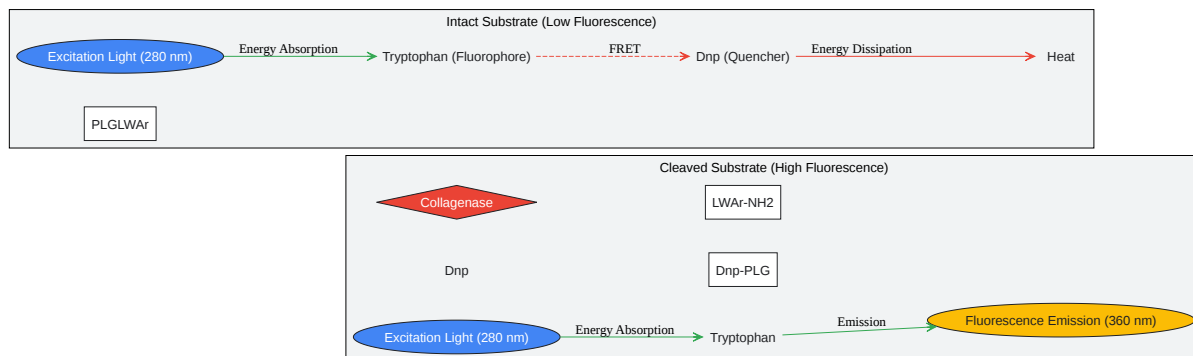 Intact Substrate (Low Fluorescence)
Excitation Light (280 nm)
Energy Absorption
Tryptophan (Fluorophore)
FRET
Dnp (Quencher)
Energy Dissipation
Heat
PLGLWAr
Cleaved Substrate (High Fluorescence)
Collagenase
LWAr-NH2
Dnp
Dnp-PLG
Excitation Light (280 nm)
Energy Absorption
Tryptophan
Emission
Fluorescence Emission (360 nm)